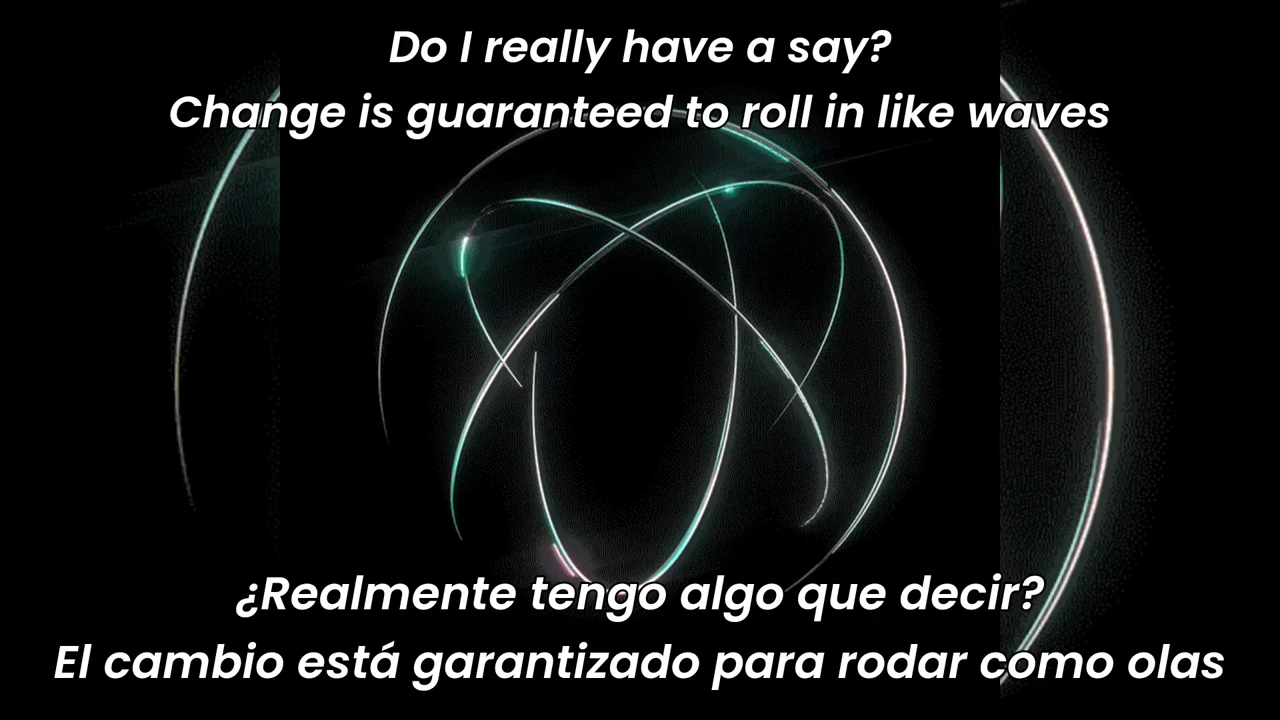 Do I really have a say?
Change is guaranteed to roll in like waves
¿Realmente tengo algo que decir?
El cambio está garantizado para rodar como olas